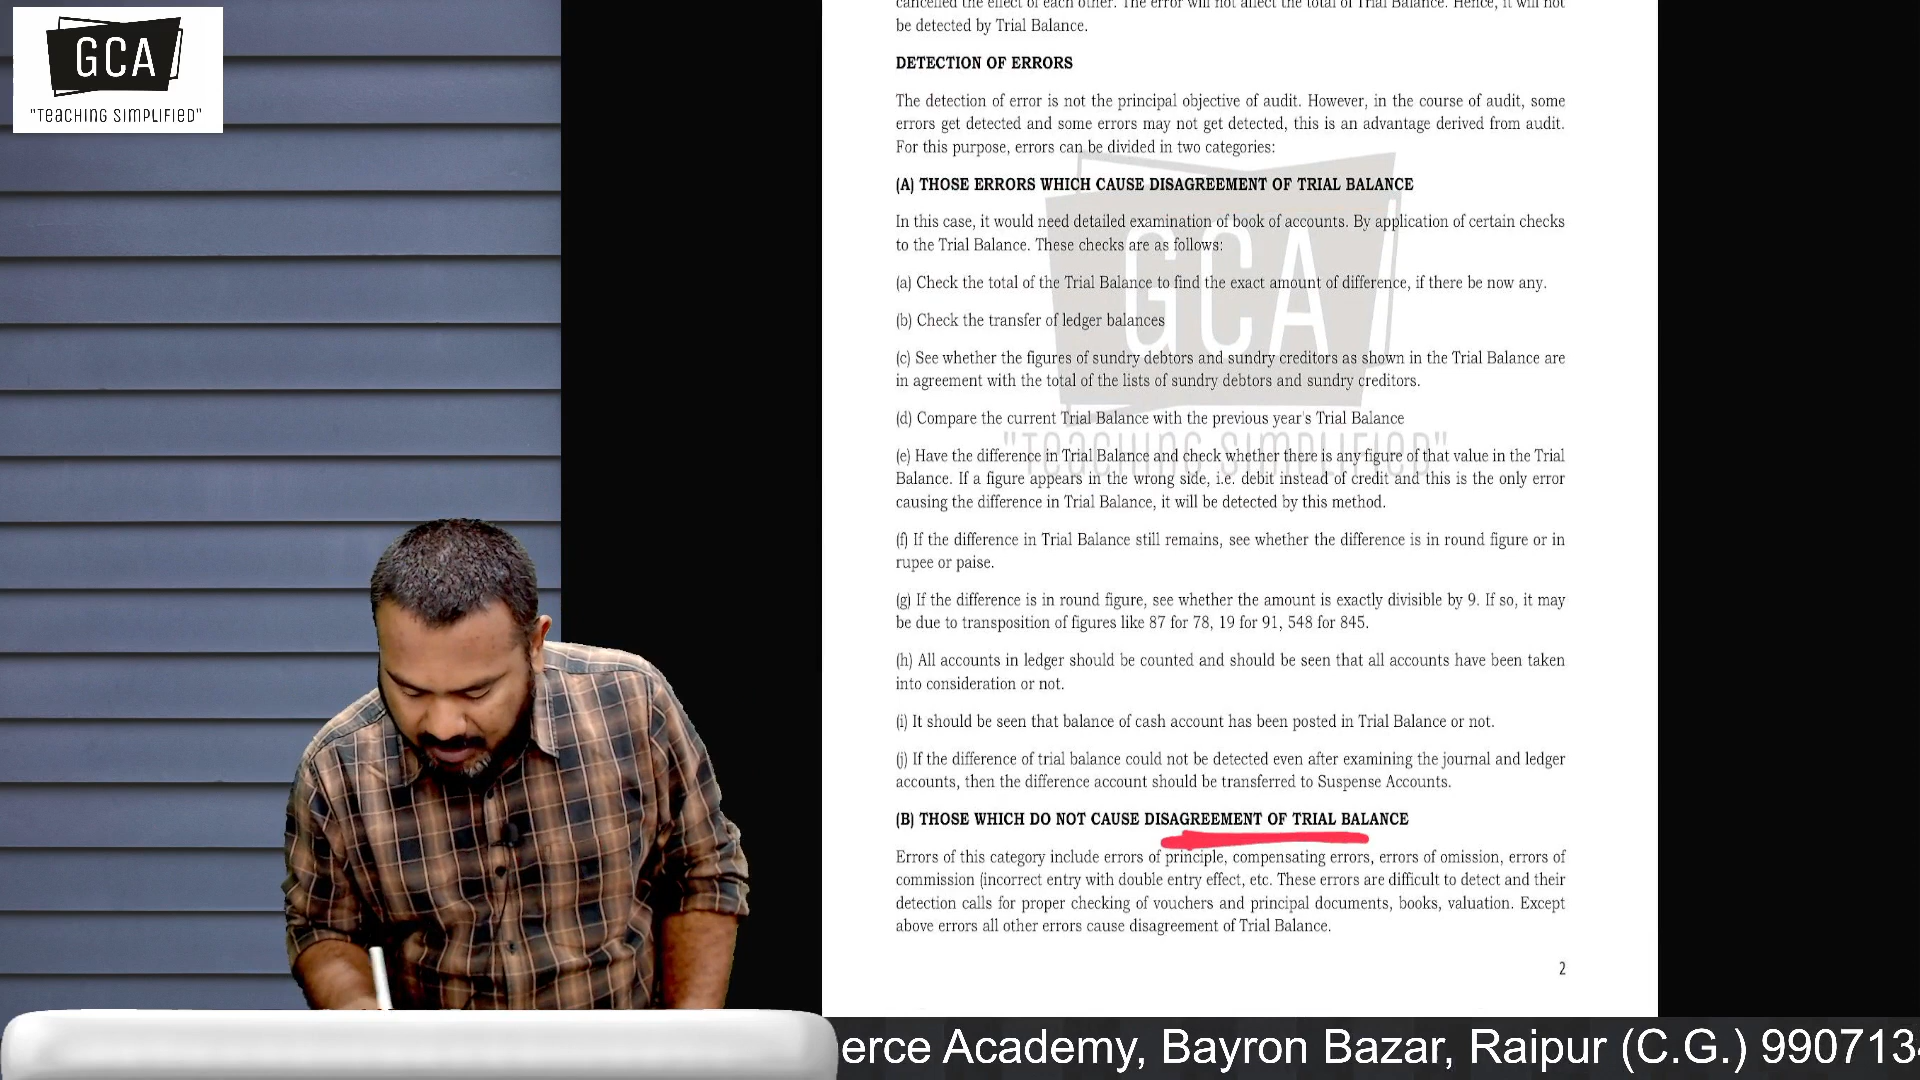 GCA
"TEACHING SIMPLIFIED"
cancelled the effect of each other. The error will not affect the total of Trial Balance. Hence, it will not
be detected by Trial Balance.
DETECTION OF ERRORS
The detection of error is not the principal objective of audit. However, in the course of audit, some
errors get detected and some errors may not get detected, this is an advantage derived from audit.
For this purpose, errors can be divided in two categories:
(A) THOSE ERRORS WHICH CAUSE DISAGREEMENT OF TRIAL BALANCE
In this case, it would need detailed examination of book of accounts. By application of certain checks
to the Trial Balance. These checks are as follows:
(a) Check the total of the Trial Balance to find the exact amount of difference, if there be now any.
(b) Check the transfer of ledger balances
(c) See whether the figures of sundry debtors and sundry creditors as shown in the Trial Balance are
in agreement with the total of the lists of sundry debtors and sundry creditors.
(d) Compare the current Trial Balance with the previous year's Trial Balance
(e) Have the difference in Trial Balance and check whether there is any figure of that value in the Trial
Balance. If a figure appears in the wrong side, i.e. debit instead of credit and this is the only error
causing the difference in Trial Balance, it will be detected by this method.
(f) If the difference in Trial Balance still remains, see whether the difference is in round figure or in
rupee or paise.
(g) If the difference is in round figure, see whether the amount is exactly divisible by 9. If so, it may
be due to transposition of figures like 87 for 78, 19 for 91, 548 for 845.
(h) All accounts in ledger should be counted and should be seen that all accounts have been taken
into consideration or not.
(i) It should be seen that balance of cash account has been posted in Trial Balance or not.
(j) If the difference of trial balance could not be detected even after examining the journal and ledger
accounts, then the difference account should be transferred to Suspense Accounts.
(B) THOSE WHICH DO NOT CAUSE DISAGREEMENT OF TRIAL BALANCE
Errors of this category include errors of principle, compensating errors, errors of omission, errors of
commission (incorrect entry with double entry effect, etc. These errors are difficult to detect and their
detection calls for proper checking of vouchers and principal documents, books, valuation. Except
above errors all other errors cause disagreement of Trial Balance.
2
GCA
"TEACHING SIMPLIFIED"
erce Academy, Bayron Bazar, Raipur (C.G.) 990713